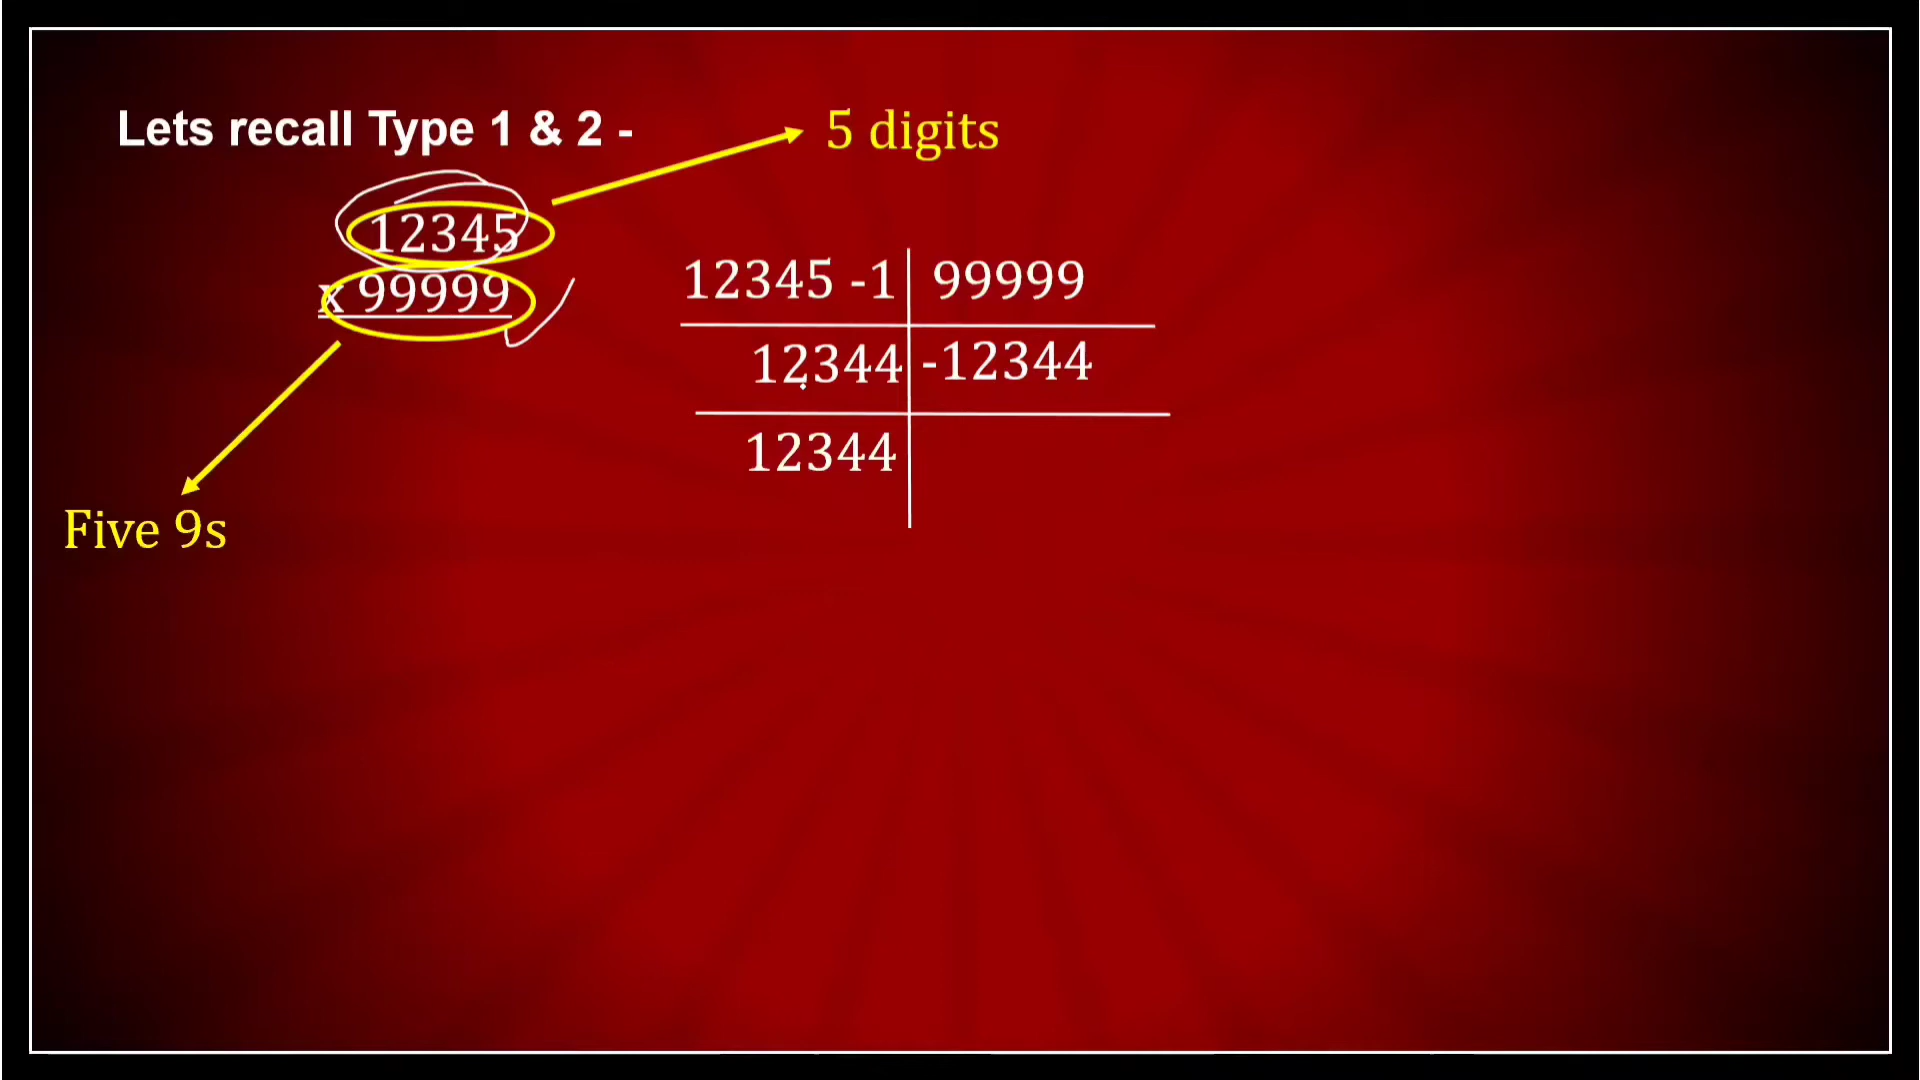 Lets recall Type 1 & 2 -
5 digits
12345
x 99999
12345 -1 99999
12344 -12344
12344
Five 9s